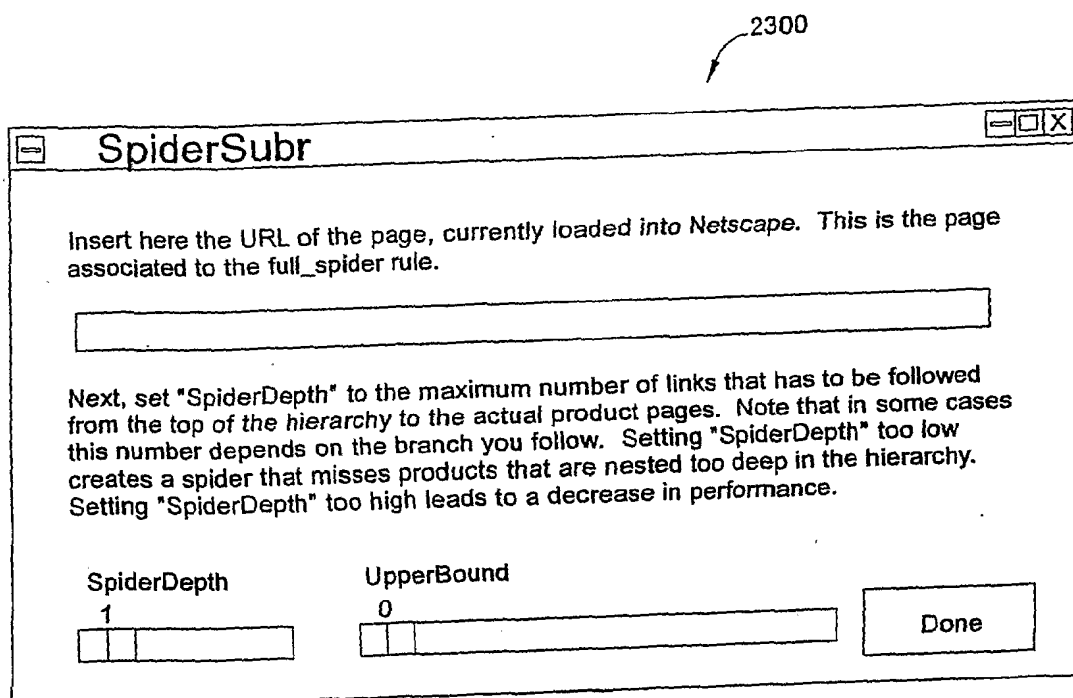 2300
SpiderSubr
Insert here the URL of the page, currently loaded into Netscape. This is the page
associated to the full_spider rule.
Next, set "SpiderDepth" to the maximum number of links that has to be followed
from the top of the hierarchy to the actual product pages. Note that in some cases
this number depends on the branch you follow. Setting "SpiderDepth" too low
creates a spider that misses products that are nested too deep in the hierarchy.
Setting "SpiderDepth" too high leads to a decrease in performance.
SpiderDepth UpperBound
1 0
Done